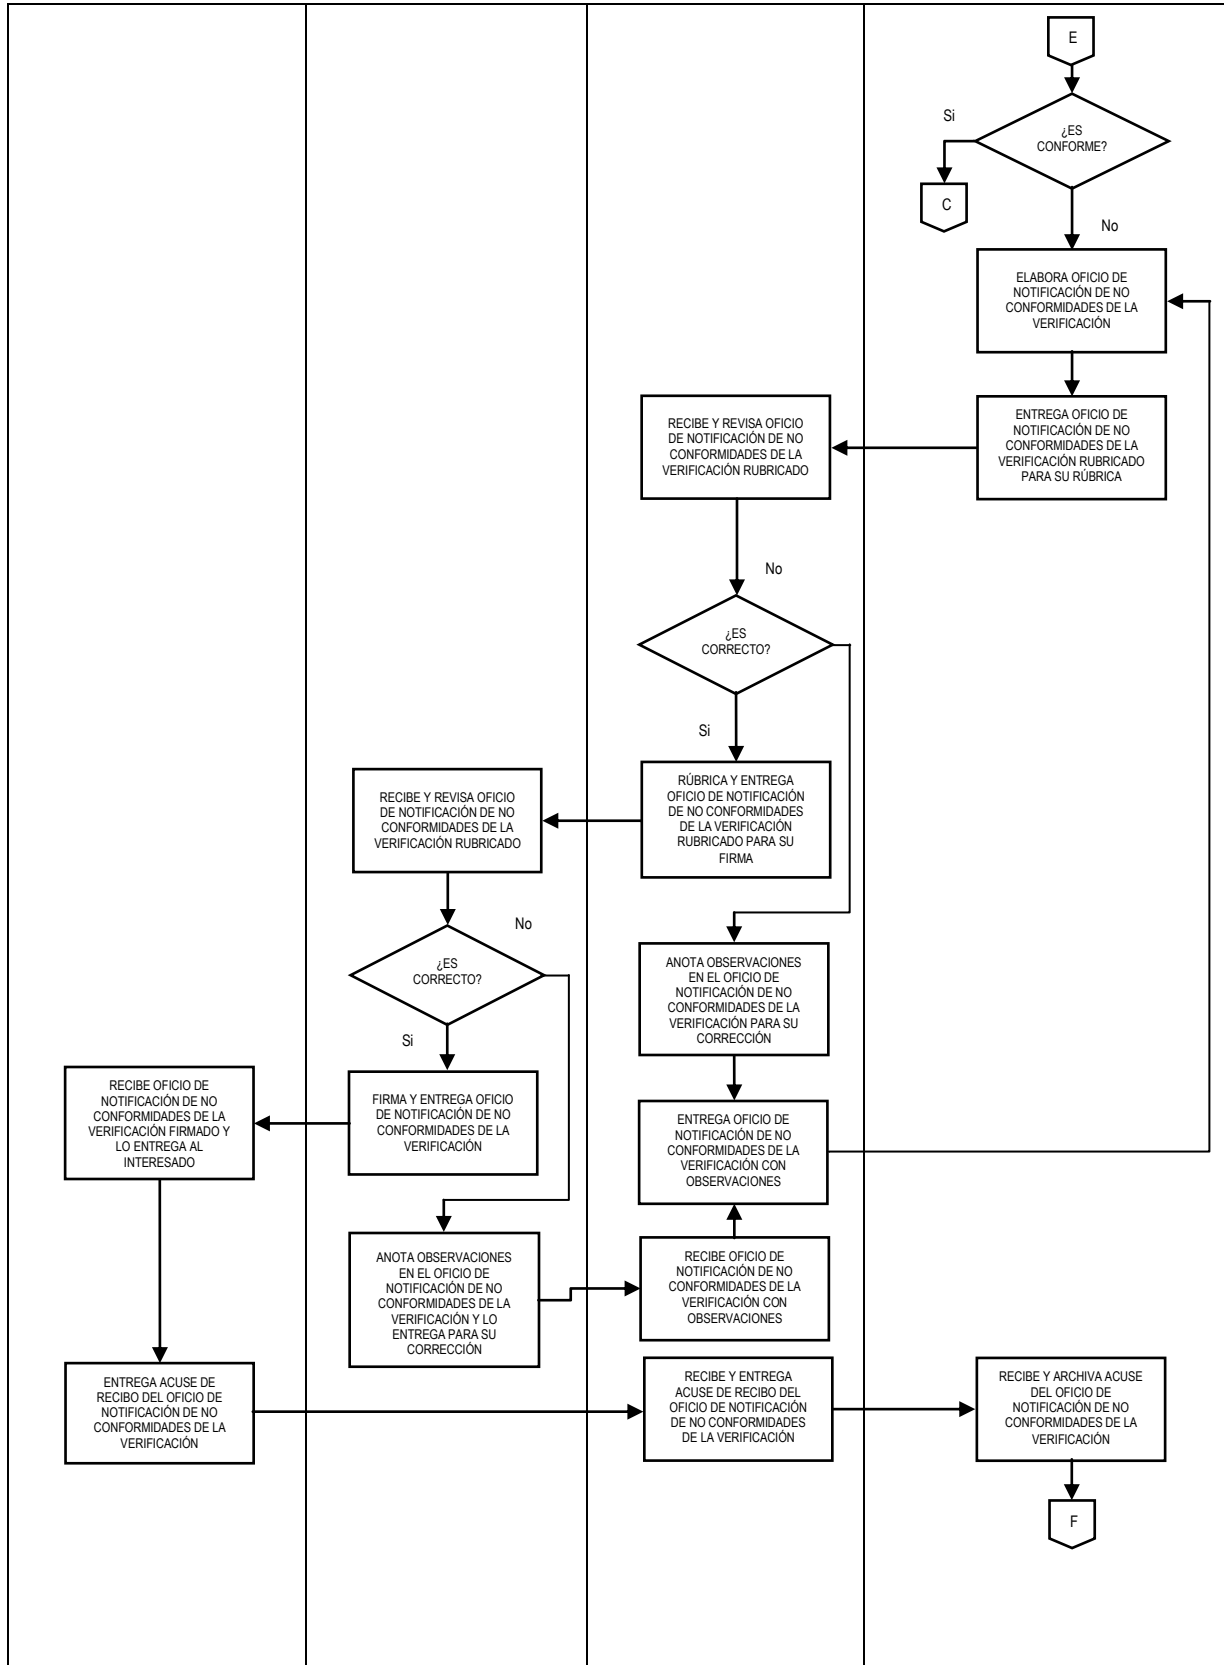 E
Si
¿ES
CONFORME?
C
No
ELABORA OFICIO DE
NOTIFICACIÓN DE NO
CONFORMIDADES DE LA
VERIFICACIÓN
ENTREGA OFICIO DE
NOTIFICACIÓN DE NO
CONFORMIDADES DE LA
VERIFICACIÓN RUBRICADO
PARA SU RÚBRICA
RECIBE Y REVISA OFICIO
DE NOTIFICACIÓN DE NO
CONFORMIDADES DE LA
VERIFICACIÓN RUBRICADO
No
¿ES
CORRECTO?
Si
RÚBRICA Y ENTREGA
OFICIO DE NOTIFICACIÓN
DE NO CONFORMIDADES
DE LA VERIFICACIÓN
RUBRICADO PARA SU
FIRMA
RECIBE Y REVISA OFICIO
DE NOTIFICACIÓN DE NO
CONFORMIDADES DE LA
VERIFICACIÓN RUBRICADO
No
¿ES
CORRECTO?
Si
ANOTA OBSERVACIONES
EN EL OFICIO DE
NOTIFICACIÓN DE NO
CONFORMIDADES DE LA
VERIFICACIÓN PARA SU
CORRECCIÓN
FIRMA Y ENTREGA OFICIO
DE NOTIFICACIÓN DE NO
CONFORMIDADES DE LA
VERIFICACIÓN
RECIBE OFICIO DE
NOTIFICACIÓN DE NO
CONFORMIDADES DE LA
VERIFICACIÓN FIRMADO Y
LO ENTREGA AL
INTERESADO
ENTREGA OFICIO DE
NOTIFICACIÓN DE NO
CONFORMIDADES DE LA
VERIFICACIÓN CON
OBSERVACIONES
ANOTA OBSERVACIONES
EN EL OFICIO DE
NOTIFICACIÓN DE NO
CONFORMIDADES DE LA
VERIFICACIÓN Y LO
ENTREGA PARA SU
CORRECCIÓN
RECIBE OFICIO DE
NOTIFICACIÓN DE NO
CONFORMIDADES DE LA
VERIFICACIÓN CON
OBSERVACIONES
ENTREGA ACUSE DE
RECIBO DEL OFICIO DE
NOTIFICACIÓN DE NO
CONFORMIDADES DE LA
VERIFICACIÓN
RECIBE Y ENTREGA
ACUSE DE RECIBO DEL
OFICIO DE NOTIFICACIÓN
DE NO CONFORMIDADES
DE LA VERIFICACIÓN
RECIBE Y ARCHIVA ACUSE
DEL OFICIO DE
NOTIFICACIÓN DE NO
CONFORMIDADES DE LA
VERIFICACIÓN
F